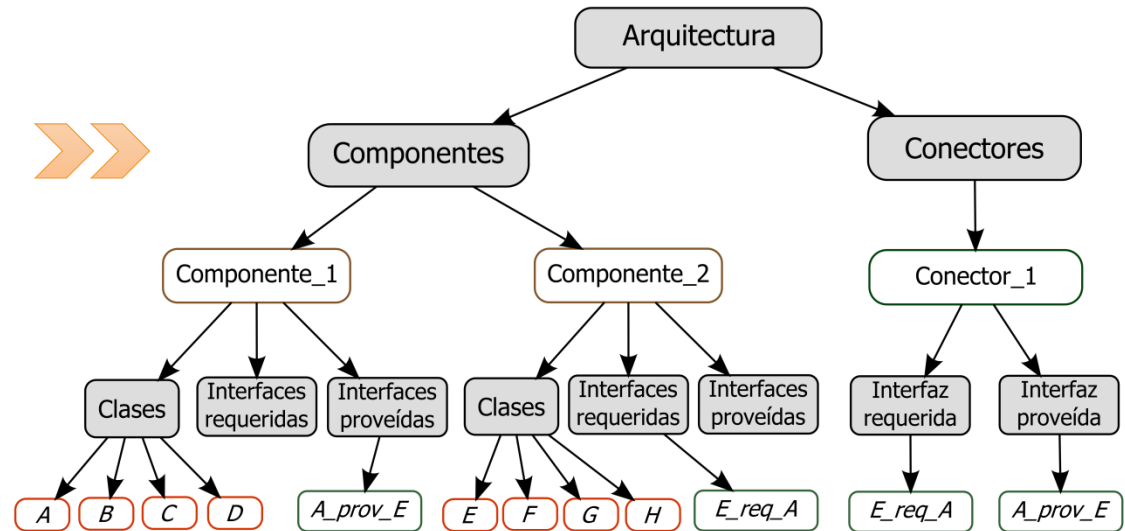 Arquitectura
Componentes
Conectores
Componente_1
Componente_2
Conector_1
Clases
Interfaces
requeridas
Interfaces
proveídas
Clases
Interfaces
requeridas
Interfaces
proveídas
Interfaz
requerida
Interfaz
proveída
A
B
C
D
A_prov_E
E
F
G
H
E_req_A
E_req_A
A_prov_E